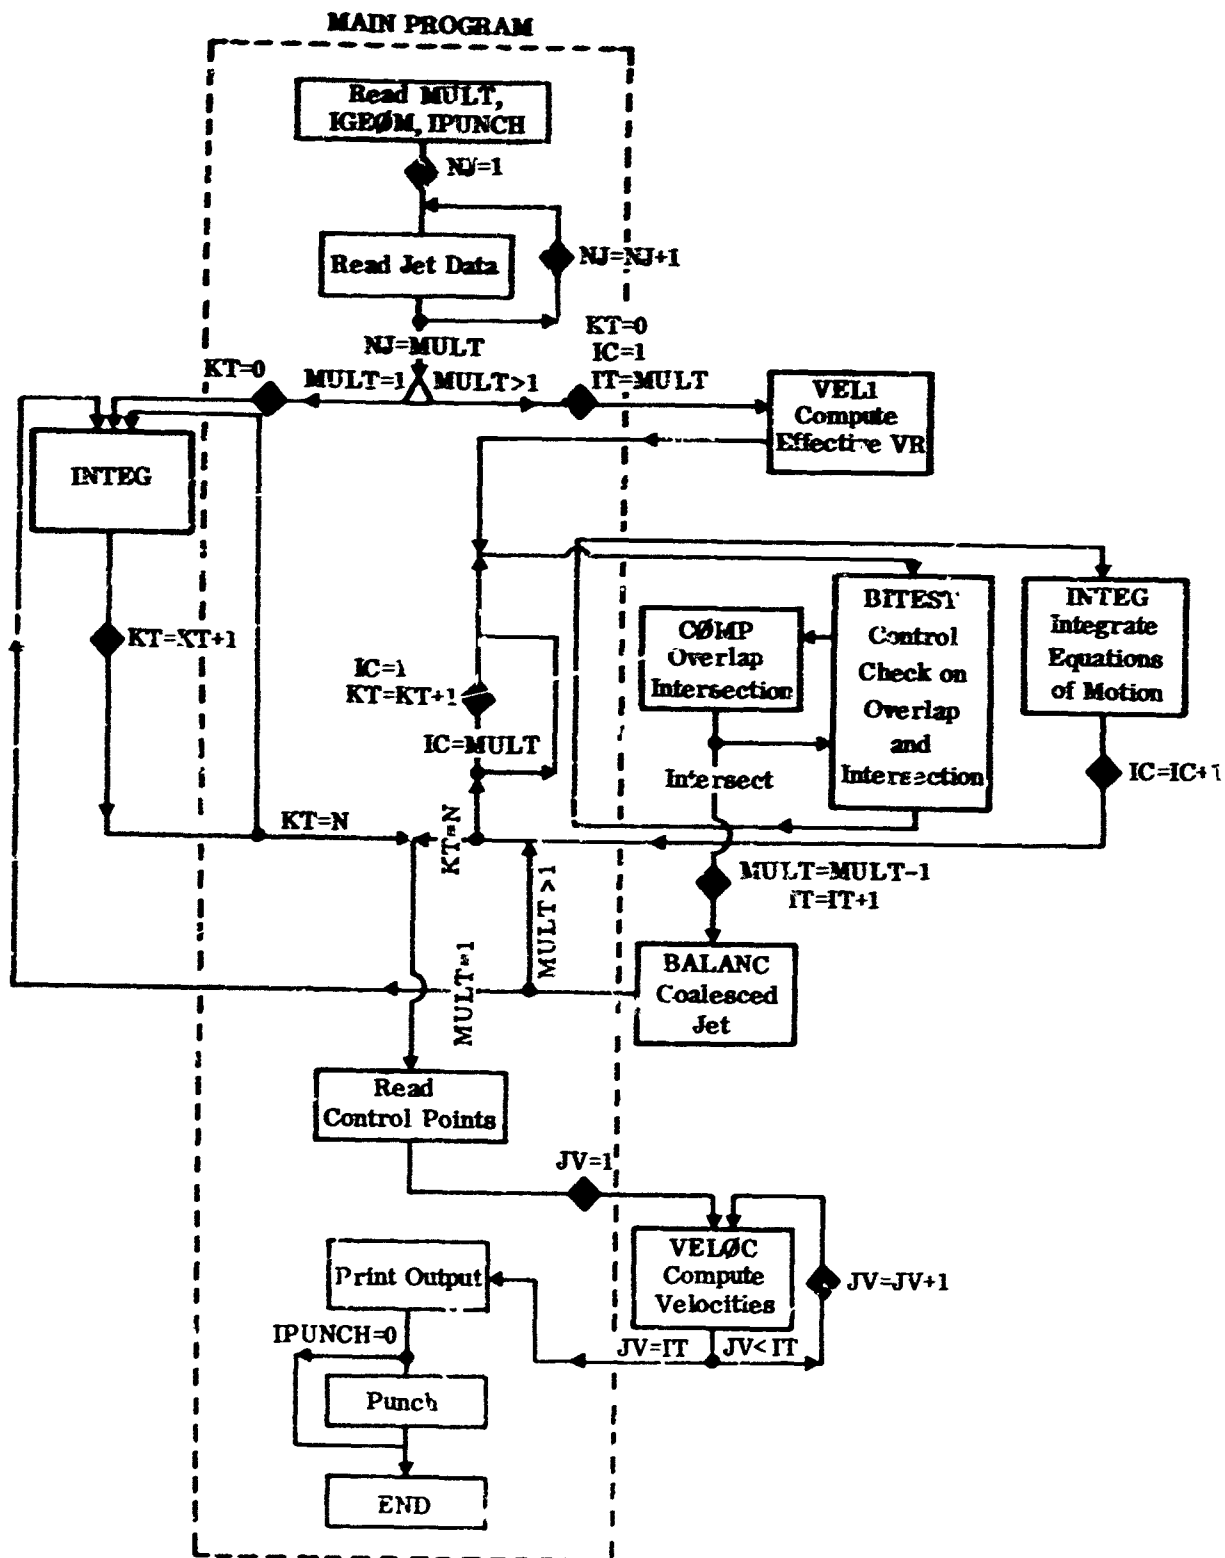 MAIN PROGRAM
Read MULT,
IGEØM, IPUNCH
NJ=1
Read Jet Data
NJ=NJ+1
NJ=MULT
KT=0
IC=1
IT=MULT
KT=0
MULT=1
MULT>1
VEL1
Compute
Effective VR
INTEG
KT=KT+1
IC=1
KT=KT+1
IC=MULT
CØMP
Overlap
Intersection
BITEST
Control
Check on
Overlap
and
Intersection
INTEG
Integrate
Equations
of Motion
IC=IC+1
Intersect
KT=N
KT=N
MULT>1
MULT=1
MULT=MULT-1
IT=IT+1
BALANC
Coalesced
Jet
Read
Control Points
JV=1
VELØC
Compute
Velocities
JV=JV+1
JV=IT
JV<IT
Print Output
IPUNCH=0
Punch
END